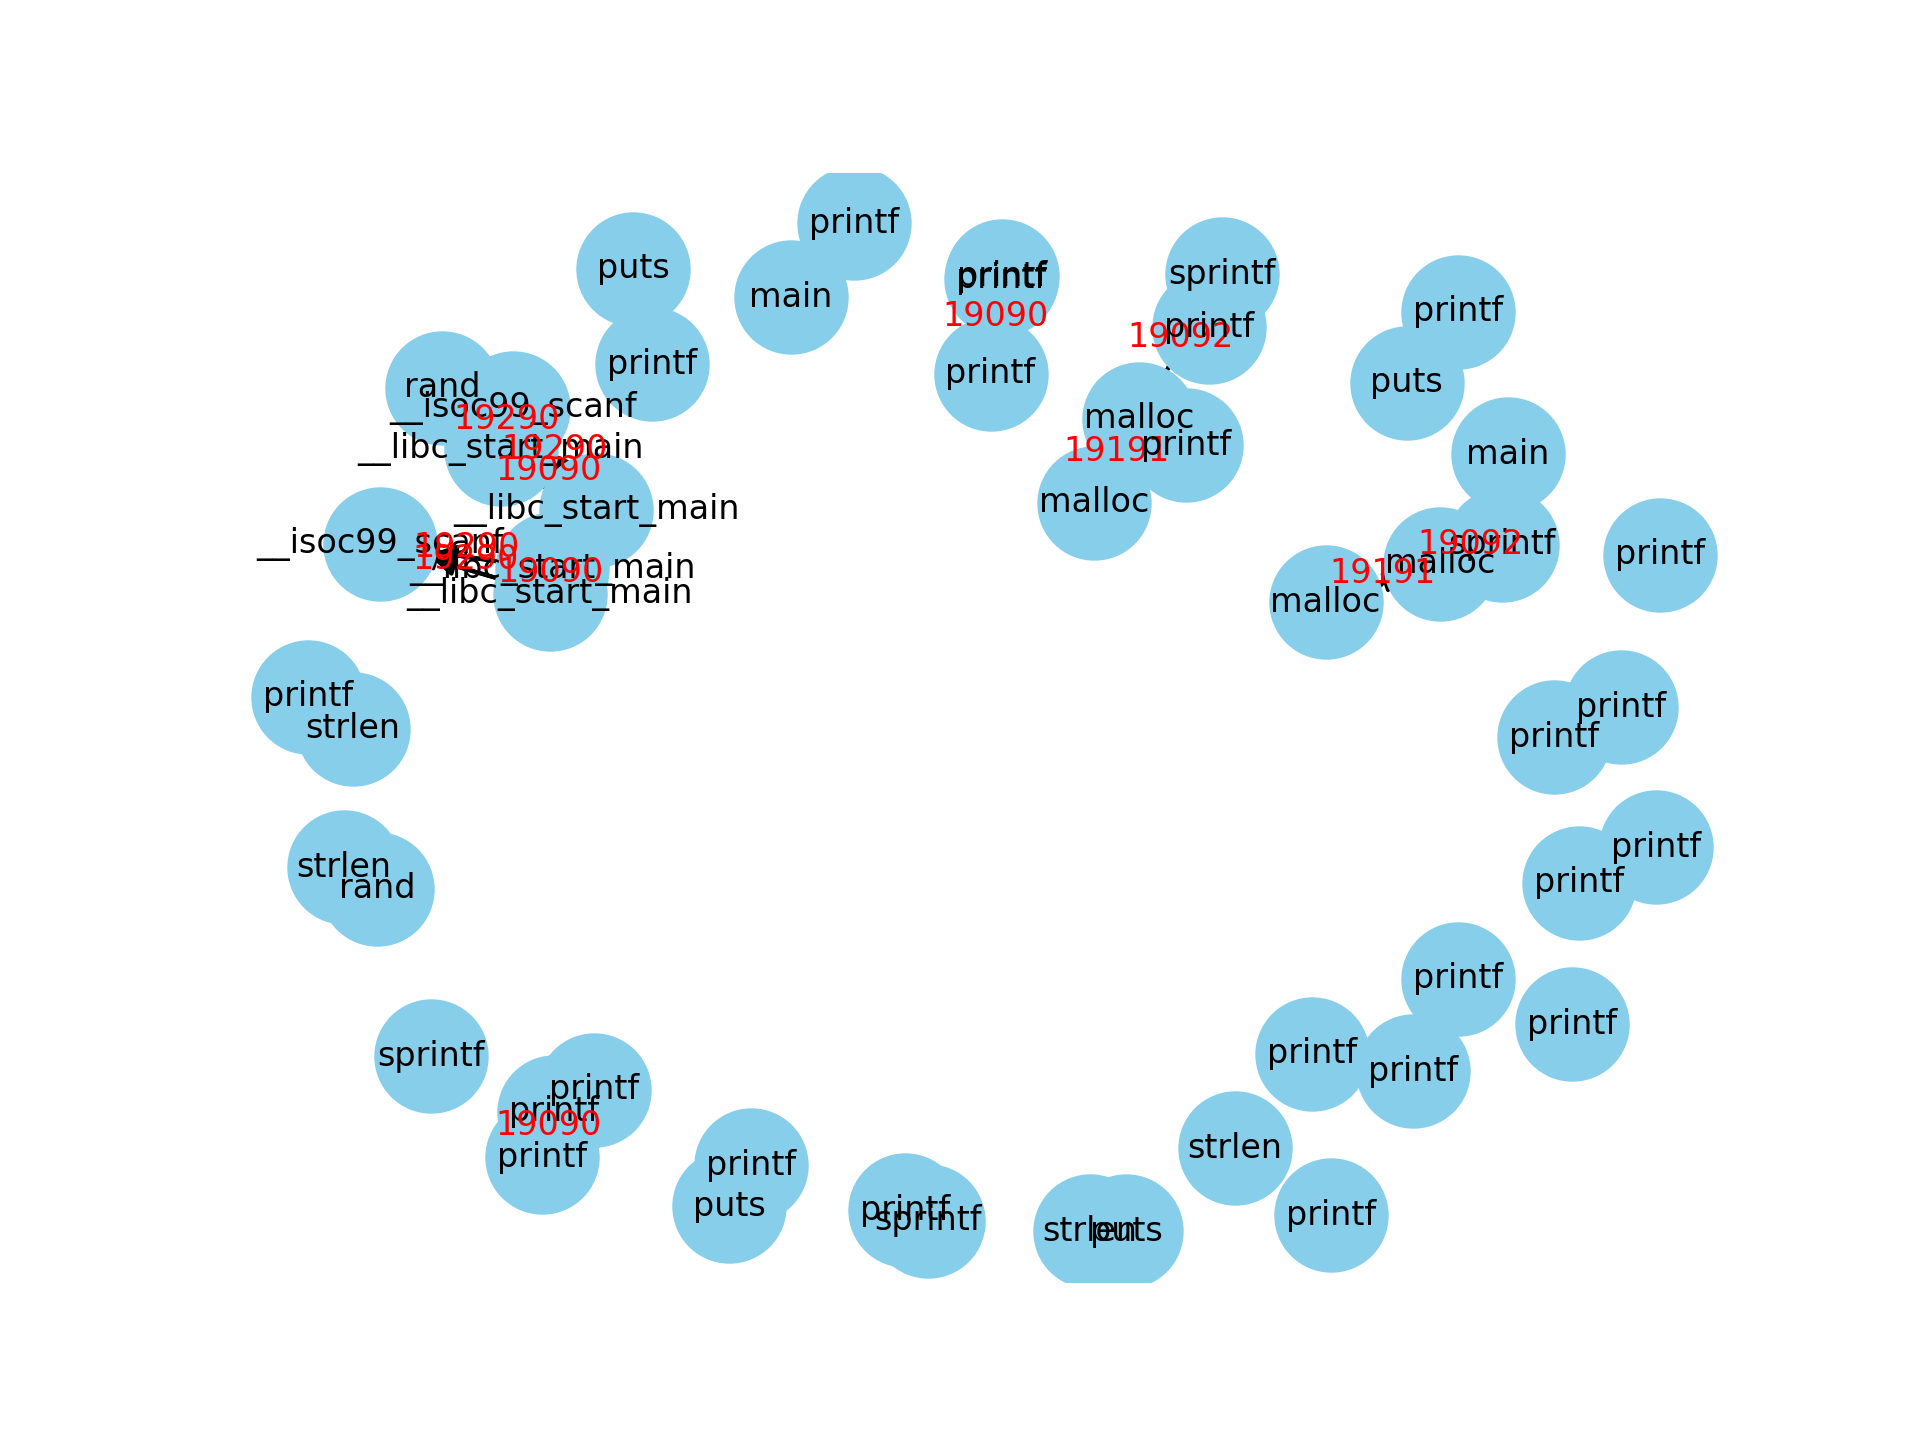 printf
puts
main
printf
printf
sprintf
19090
printf
printf
19092
printf
puts
printf
rand
__isoc99_scanf
19290
__libc_start_main
19290
19090
printf
malloc
printf
19191
main
malloc
__libc_start_main
__isoc99_scanf
19290
19090
__libc_start_main
__libc_start_main
sprintf
19092
malloc
19191
malloc
printf
printf
strlen
printf
printf
strlen
rand
printf
printf
sprintf
printf
printf
19090
printf
printf
printf
printf
printf
printf
puts
printf
sprintf
strlen
puts
strlen
printf